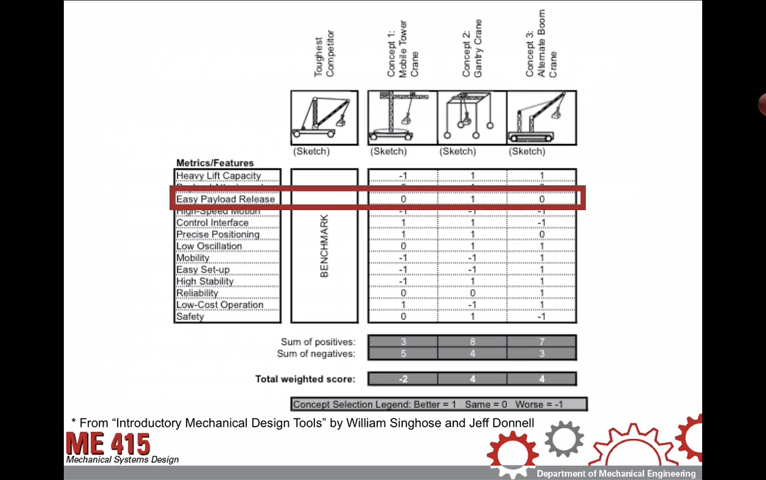 Toughest
Competitor
Concept 1:
Mobile Tower
Crane
Concept 2:
Gantry Crane
Concept 3:
Alternate Boom
Crane
(Sketch) (Sketch) (Sketch) (Sketch)
Metrics/Features
Heavy Lift Capacity -1 1 1
Easy Payload Release 0 1 0
High-Speed Motion -1 -1 -1
Control Interface 1 1 -1
Precise Positioning 1 1 0
Low Oscillation 0 1 1
Mobility -1 -1 1
Easy Set-up -1 -1 1
High Stability -1 1 1
Reliability 0 0 1
Low-Cost Operation 1 -1 1
Safety 0 1 -1
BENCHMARK
Sum of positives: 3 8 7
Sum of negatives: 5 4 3
Total weighted score: -2 4 4
Concept Selection Legend: Better = 1 Same = 0 Worse = -1
* From “Introductory Mechanical Design Tools” by William Singhose and Jeff Donnell
ME 415
Mechanical Systems Design
Department of Mechanical Engineering